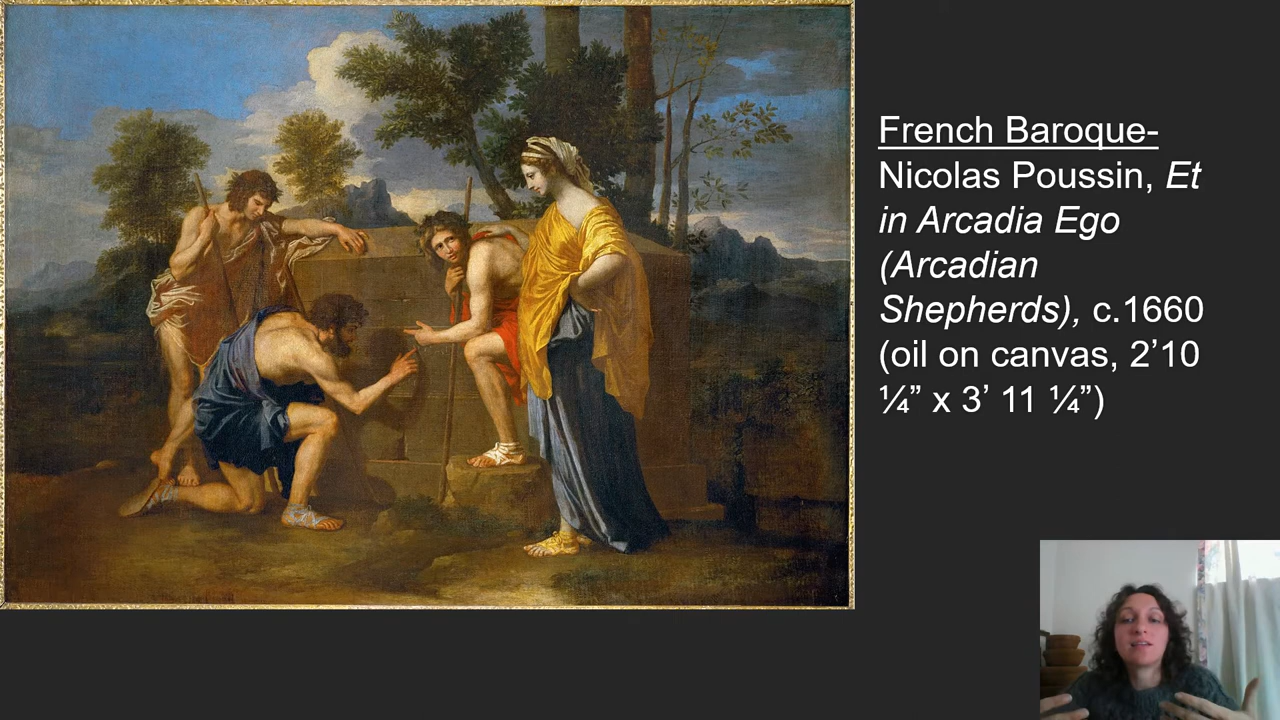 French Baroque-
Nicolas Poussin, Et
in Arcadia Ego
(Arcadian
Shepherds), c.1660
(oil on canvas, 2’10
¼” x 3’ 11 ¼”)